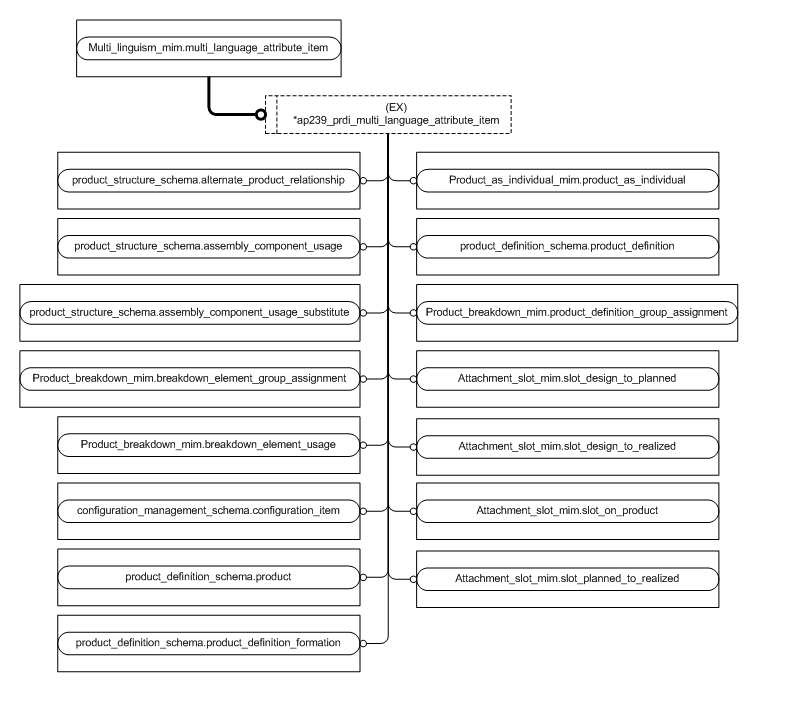 Multi_linguism_mim.multi_language_attribute_item
(EX)
*ap239_prdi_multi_language_attribute_item
product_structure_schema.alternate_product_relationship
Product_as_individual_mim.product_as_individual
product_structure_schema.assembly_component_usage
product_definition_schema.product_definition
product_structure_schema.assembly_component_usage_substitute
Product_breakdown_mim.product_definition_group_assignment
Product_breakdown_mim.breakdown_element_group_assignment
Attachment_slot_mim.slot_design_to_planned
Product_breakdown_mim.breakdown_element_usage
Attachment_slot_mim.slot_design_to_realized
configuration_management_schema.configuration_item
Attachment_slot_mim.slot_on_product
product_definition_schema.product
Attachment_slot_mim.slot_planned_to_realized
product_definition_schema.product_definition_formation